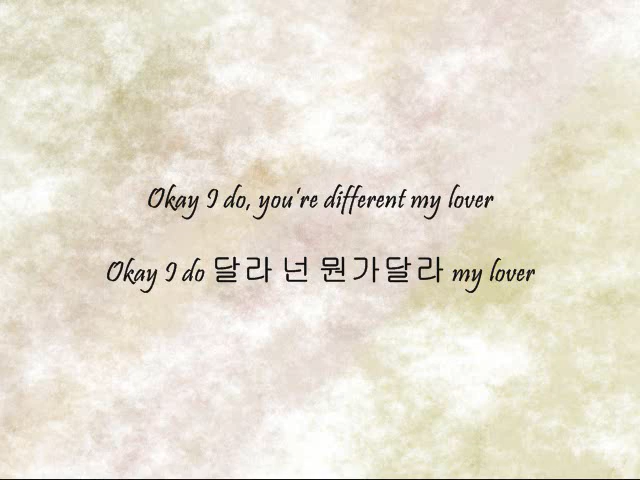 Okay I do, you're different my lover
Okay I do 달라 넌 뭔가달라 my lover